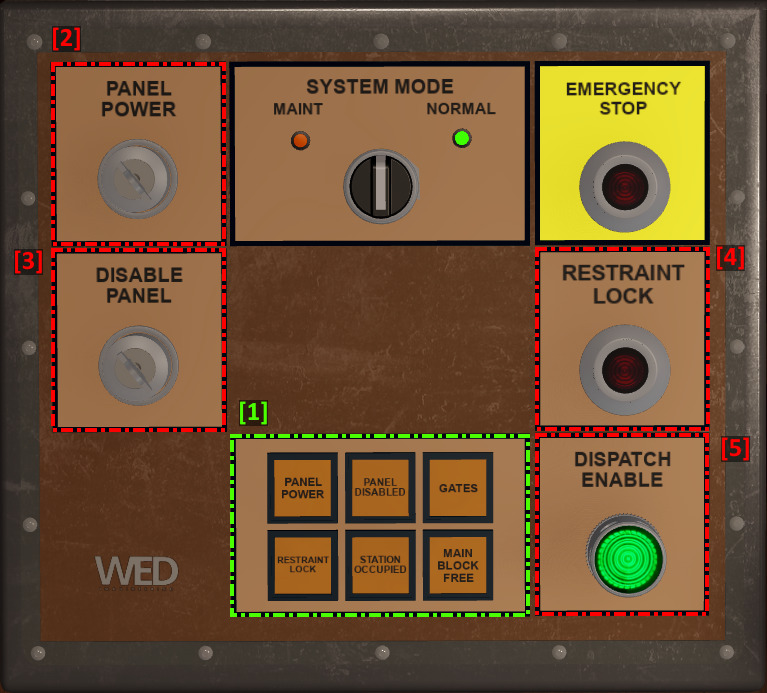 [2]
PANEL
POWER
SYSTEM MODE
MAINT
NORMAL
EMERGENCY
STOP
[3]
DISABLE
PANEL
[4]
RESTRAINT
LOCK
[1]
PANEL
POWER
PANEL
DISABLED
GATES
RESTRAINT
LOCK
STATION
OCCUPIED
MAIN
BLOCK
FREE
[5]
DISPATCH
ENABLE
WED